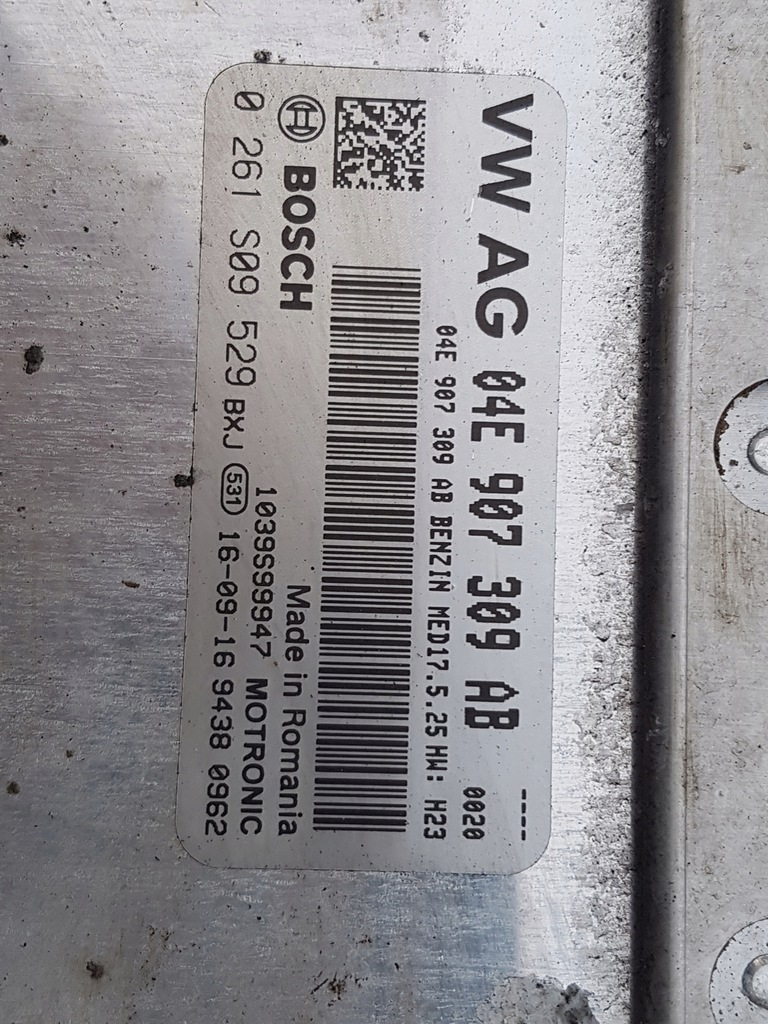 VW AG 04E 907 309 AB
----
0020
04E 907 309 AB BENZIN MED17.5.25 HW: H23
BOSCH
Made in Romania
1039S99947 MOTRONIC
0 261 S09 529 BXJ 531 16-09-16 9438 0962